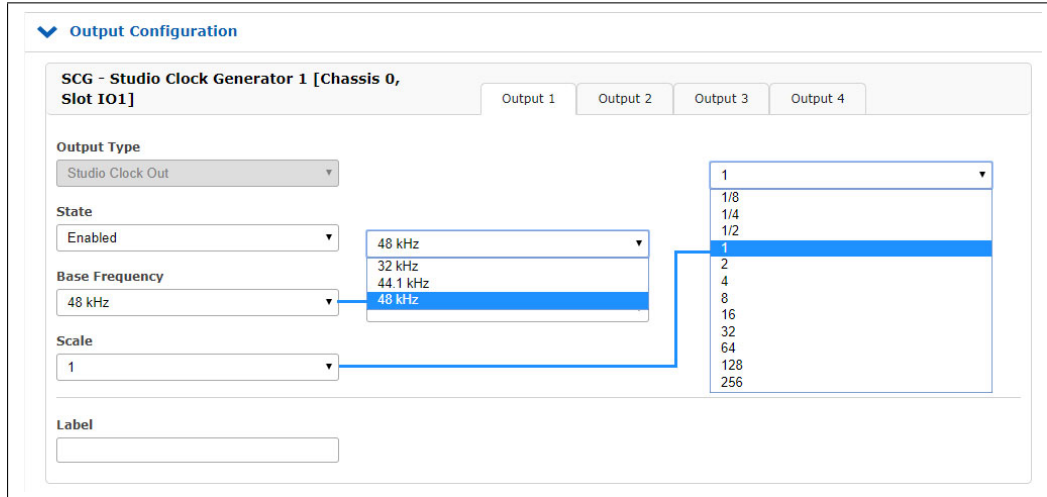 Output Configuration
SCG - Studio Clock Generator 1 [Chassis 0,
Slot IO1]
Output 1
Output 2
Output 3
Output 4
Output Type
Studio Clock Out
State
Enabled
Base Frequency
48 kHz
Scale
1
Label
48 kHz
32 kHz
44.1 kHz
48 kHz
1
1/8
1/4
1/2
1
2
4
8
16
32
64
128
256